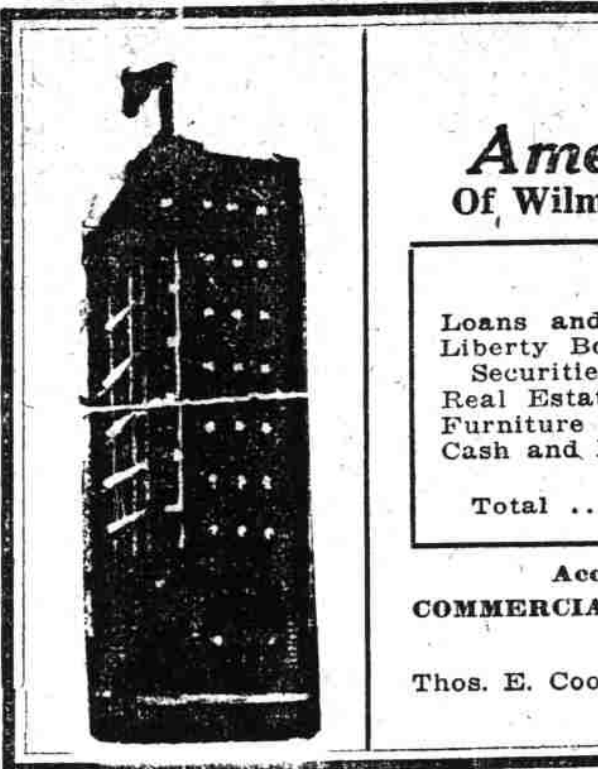 Ame
Of Wilm
Loans and
Liberty Bo
Securitie
Real Estat
Furniture
Cash and
Total ..
Acc
COMMERCIA
Thos. E. Coo